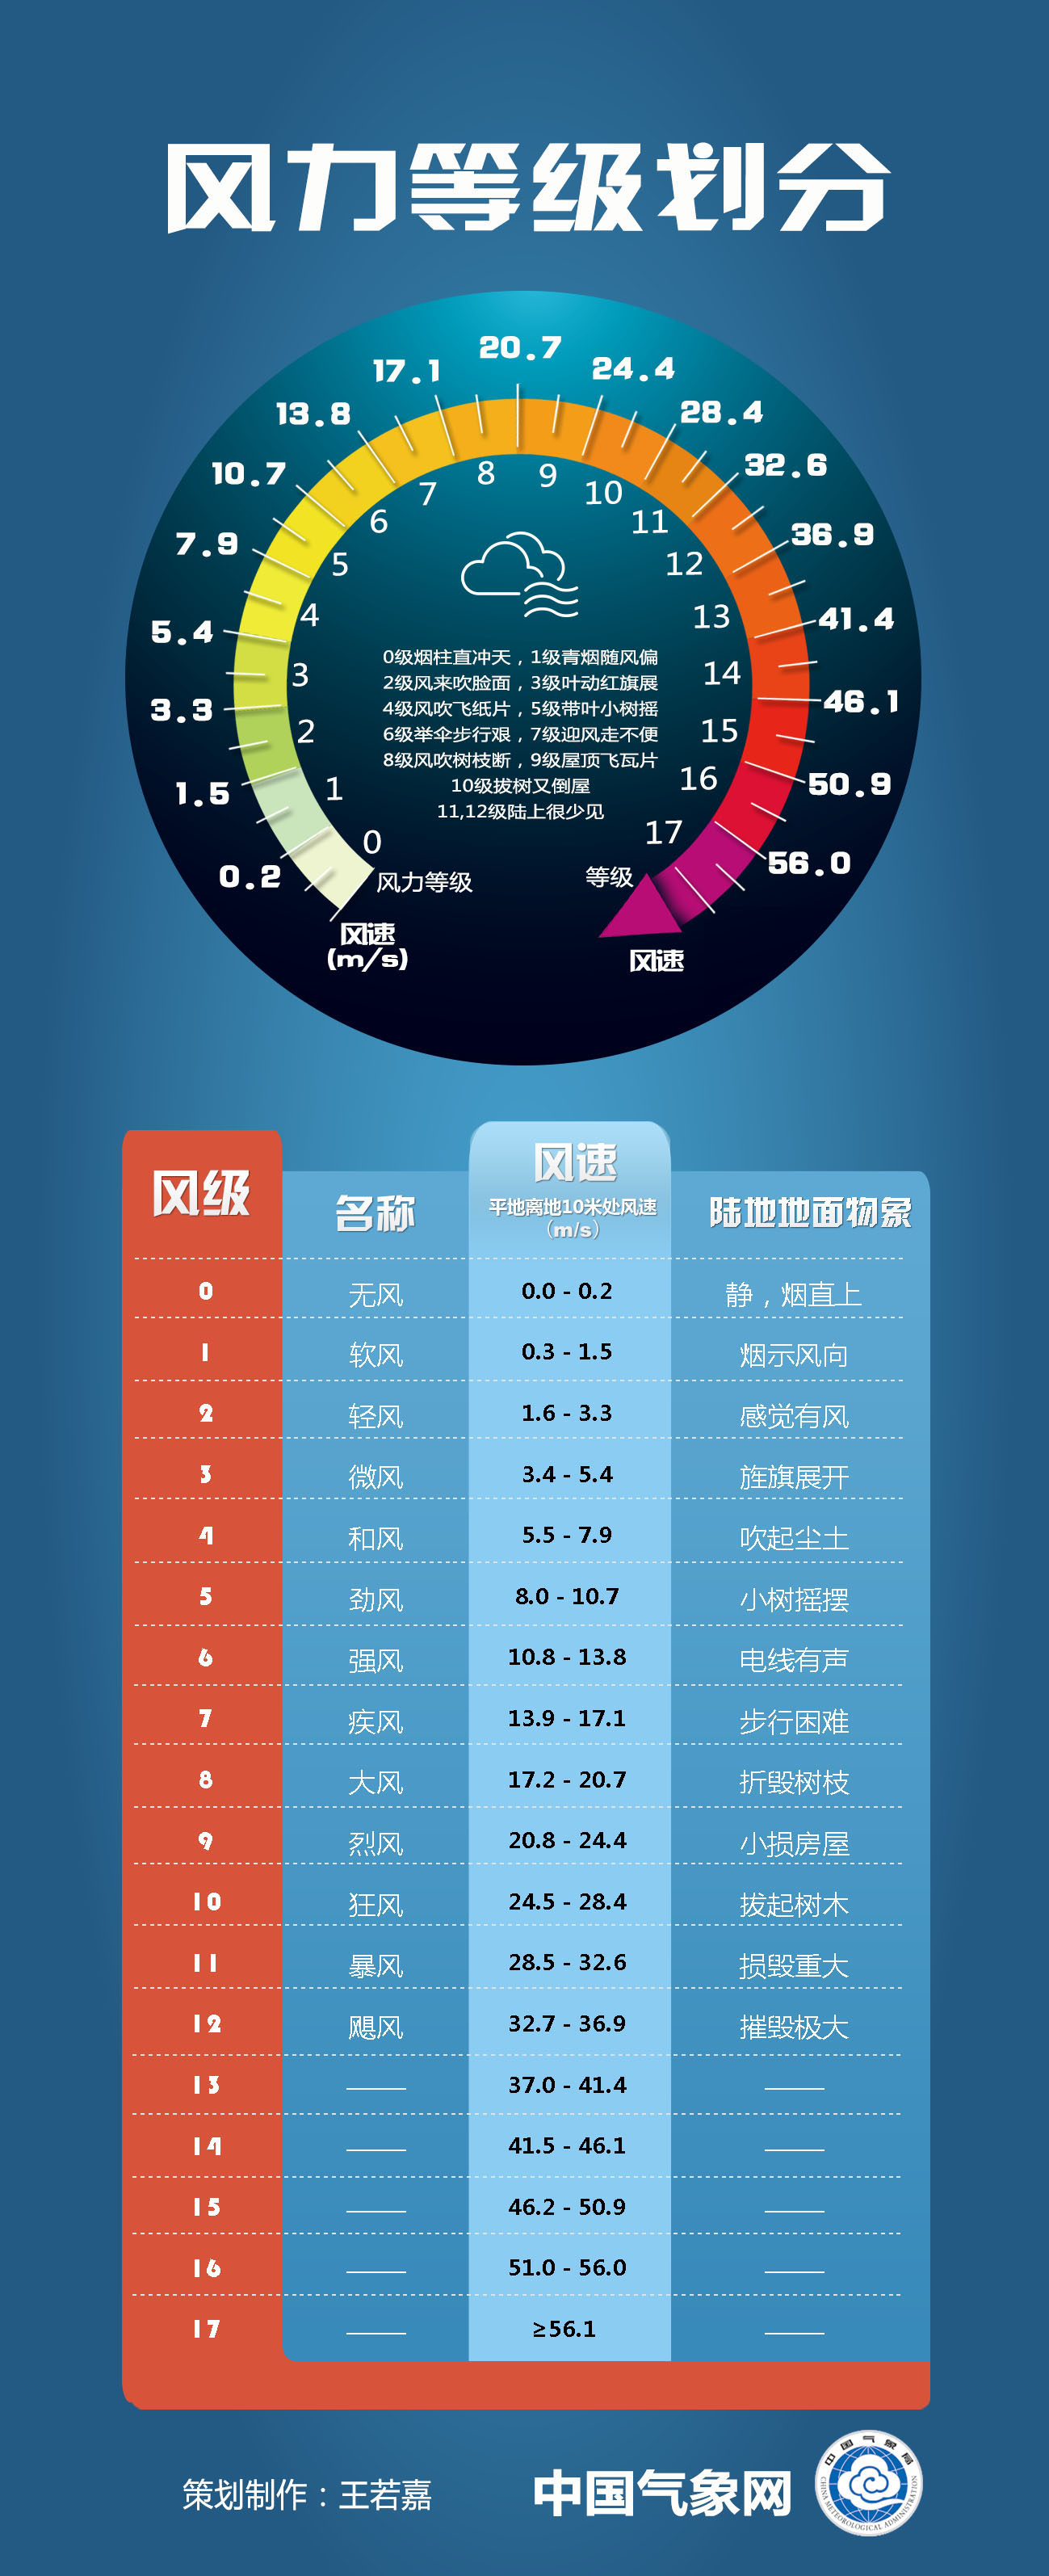 风力等级划分
20.7
17.1
24.4
13.8
28.4
10.7
32.6
7.9
36.9
5.4
41.4
3.3
46.1
1.5
50.9
0.2
56.0
0
1
2
3
4
5
6
7
8
9
10
11
12
13
14
15
16
17
0级烟柱直冲天，1级青烟随风偏
2级风来吹脸面，3级叶动红旗展
4级风吹飞纸片，5级带叶小树摇
6级举伞步行艰，7级迎风走不便
8级风吹树枝断，9级屋顶飞瓦片
10级拔树又倒屋
11,12级陆上很少见
风力等级
等级
风速
(m/s)
风速
风级 名称 风速 陆地地面物象
平地离地10米处风速
（m/s）
0 无风 0.0 - 0.2 静，烟直上
1 软风 0.3 - 1.5 烟示风向
2 轻风 1.6 - 3.3 感觉有风
3 微风 3.4 - 5.4 旌旗展开
4 和风 5.5 - 7.9 吹起尘土
5 劲风 8.0 - 10.7 小树摇摆
6 强风 10.8 - 13.8 电线有声
7 疾风 13.9 - 17.1 步行困难
8 大风 17.2 - 20.7 折毁树枝
9 烈风 20.8 - 24.4 小损房屋
10 狂风 24.5 - 28.4 拔起树木
11 暴风 28.5 - 32.6 损毁重大
12 飓风 32.7 - 36.9 摧毁极大
13 —— 37.0 - 41.4 ——
14 —— 41.5 - 46.1 ——
15 —— 46.2 - 50.9 ——
16 —— 51.0 - 56.0 ——
17 —— ≥56.1 ——
策划制作：王若嘉
中国气象网
中国气象局
CHINA METEOROLOGICAL ADMINISTRATION